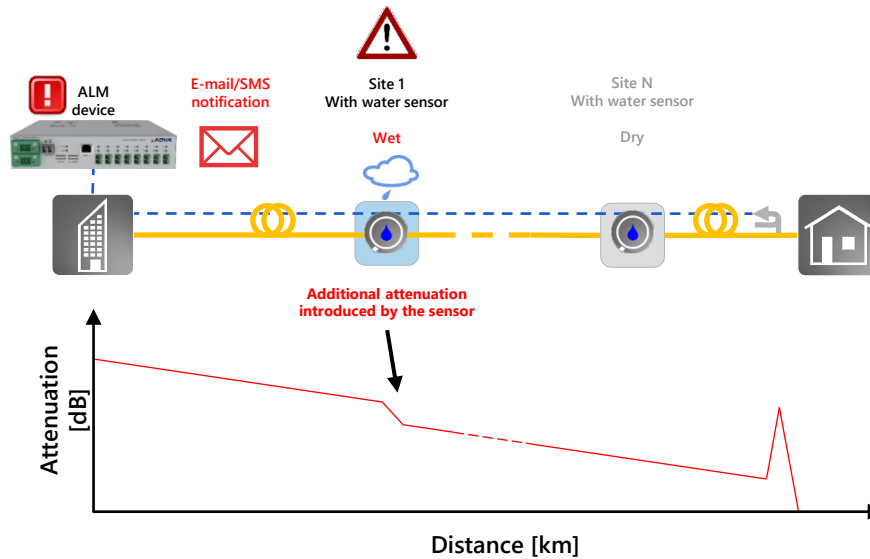 ALM
device
E-mail/SMS
notification
Site 1
With water sensor
Wet
Site N
With water sensor
Dry
ADVA
Additional attenuation
introduced by the sensor
Attenuation
[dB]
Distance [km]